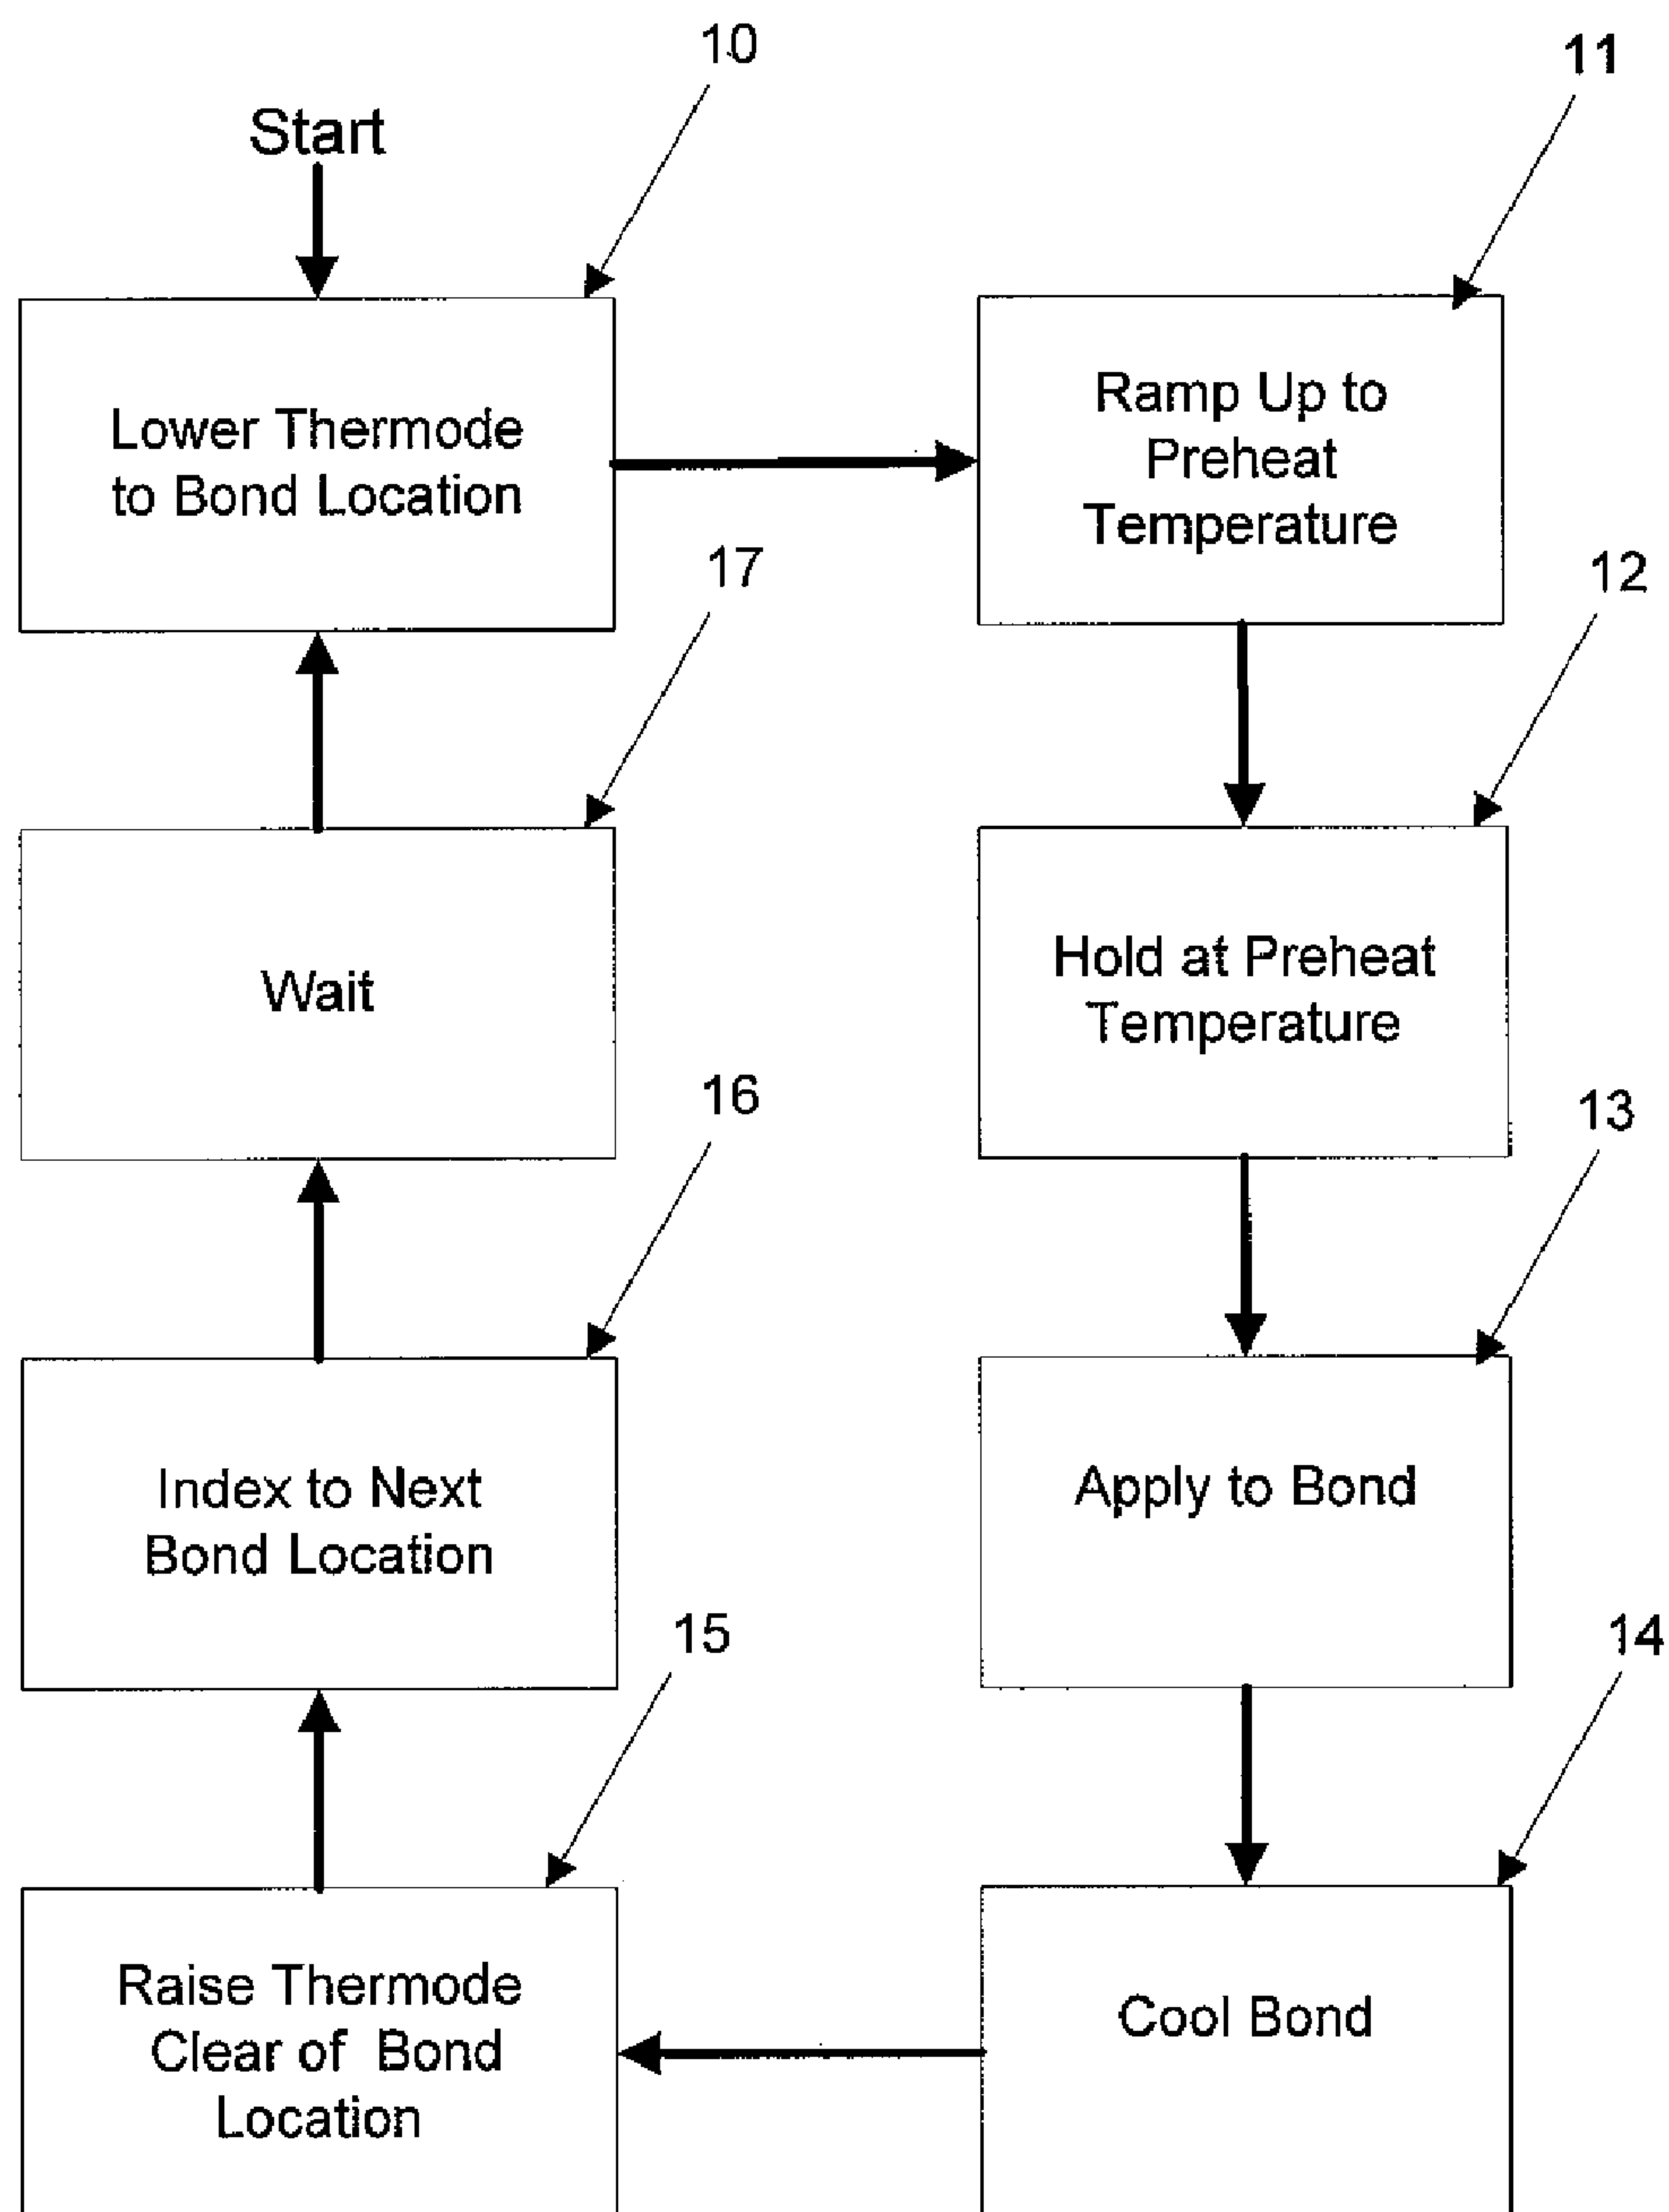 10
11
Start
Lower Thermode
to Bond Location
Ramp Up to
Preheat
Temperature
17
12
Wait
Hold at Preheat
Temperature
16
13
Index to Next
Bond Location
Apply to Bond
15
14
Raise Thermode
Clear of Bond
Location
Cool Bond